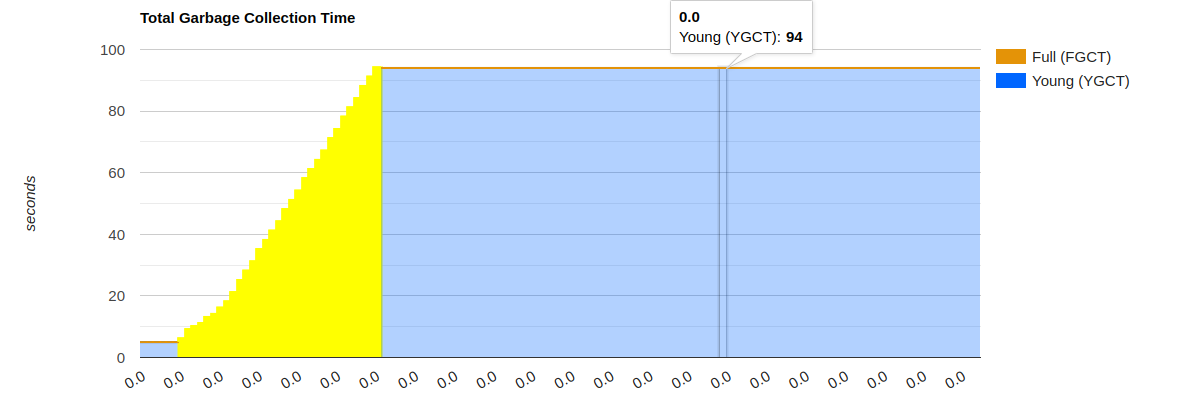 Total Garbage Collection Time
0.0
Young (YGCT): 94
Full (FGCT)
Young (YGCT)
seconds
100
80
60
40
20
0
0.0 0.0 0.0 0.0 0.0 0.0 0.0 0.0 0.0 0.0 0.0 0.0 0.0 0.0 0.0 0.0 0.0 0.0 0.0 0.0 0.0 0.0